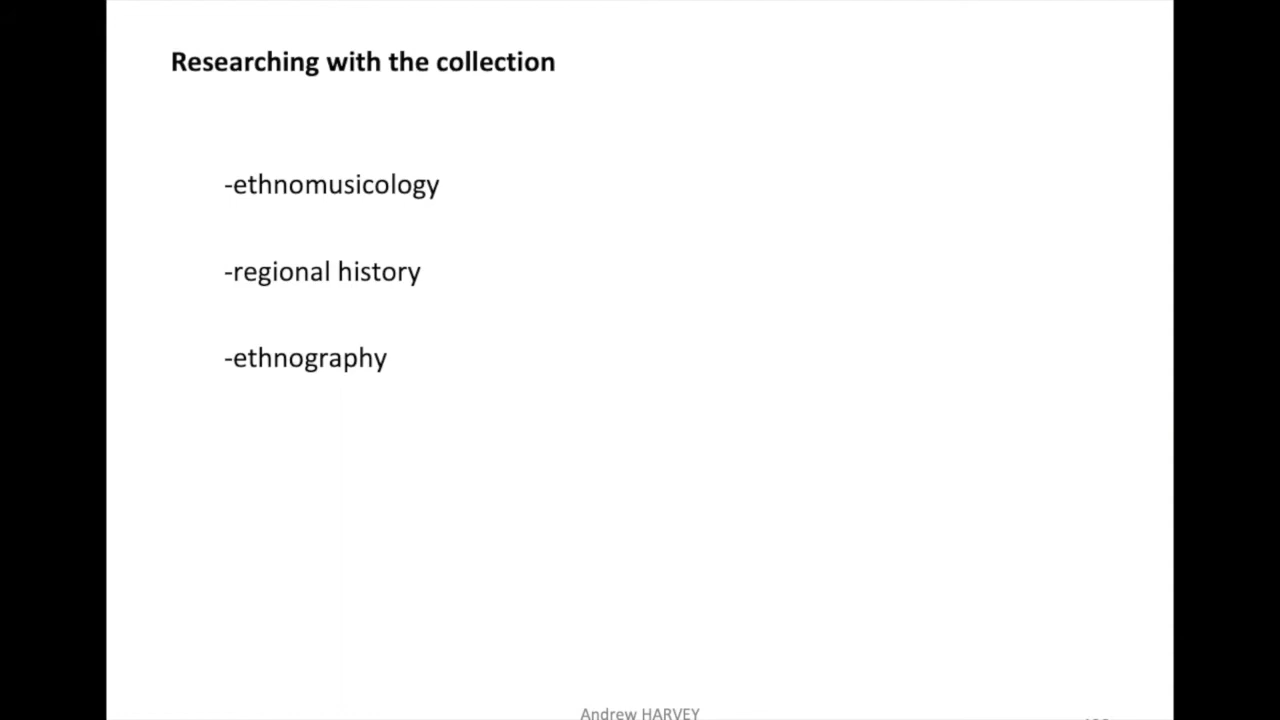 Researching with the collection
-ethnomusicology
-regional history
-ethnography
Andrew HARVEY